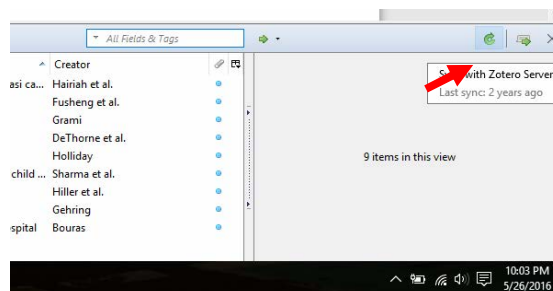 All Fields & Tags
Creator
asi ca... Hairiah et al.
Fusheng et al.
Grami
DeThorne et al.
Holliday
child ... Sharma et al.
Hiller et al.
Gehring
spital Bouras
with Zotero Server
Last sync: 2 years ago
9 items in this view
10:03 PM
5/26/2016